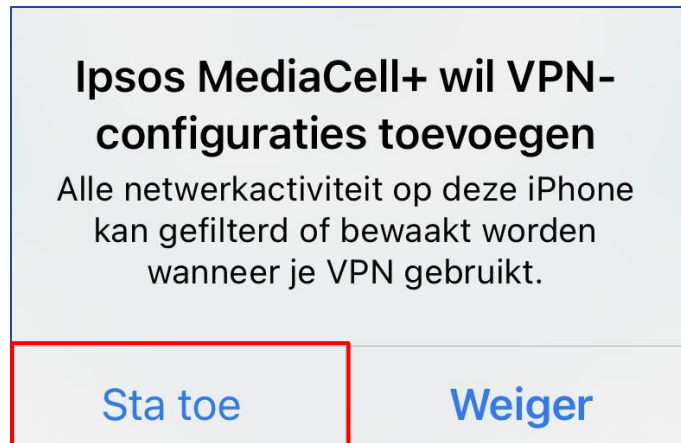 Ipsos MediaCell+ wil VPN-
configuraties toevoegen
Alle netwerkactiviteit op deze iPhone
kan gefilterd of bewaakt worden
wanneer je VPN gebruikt.
Sta toe
Weiger